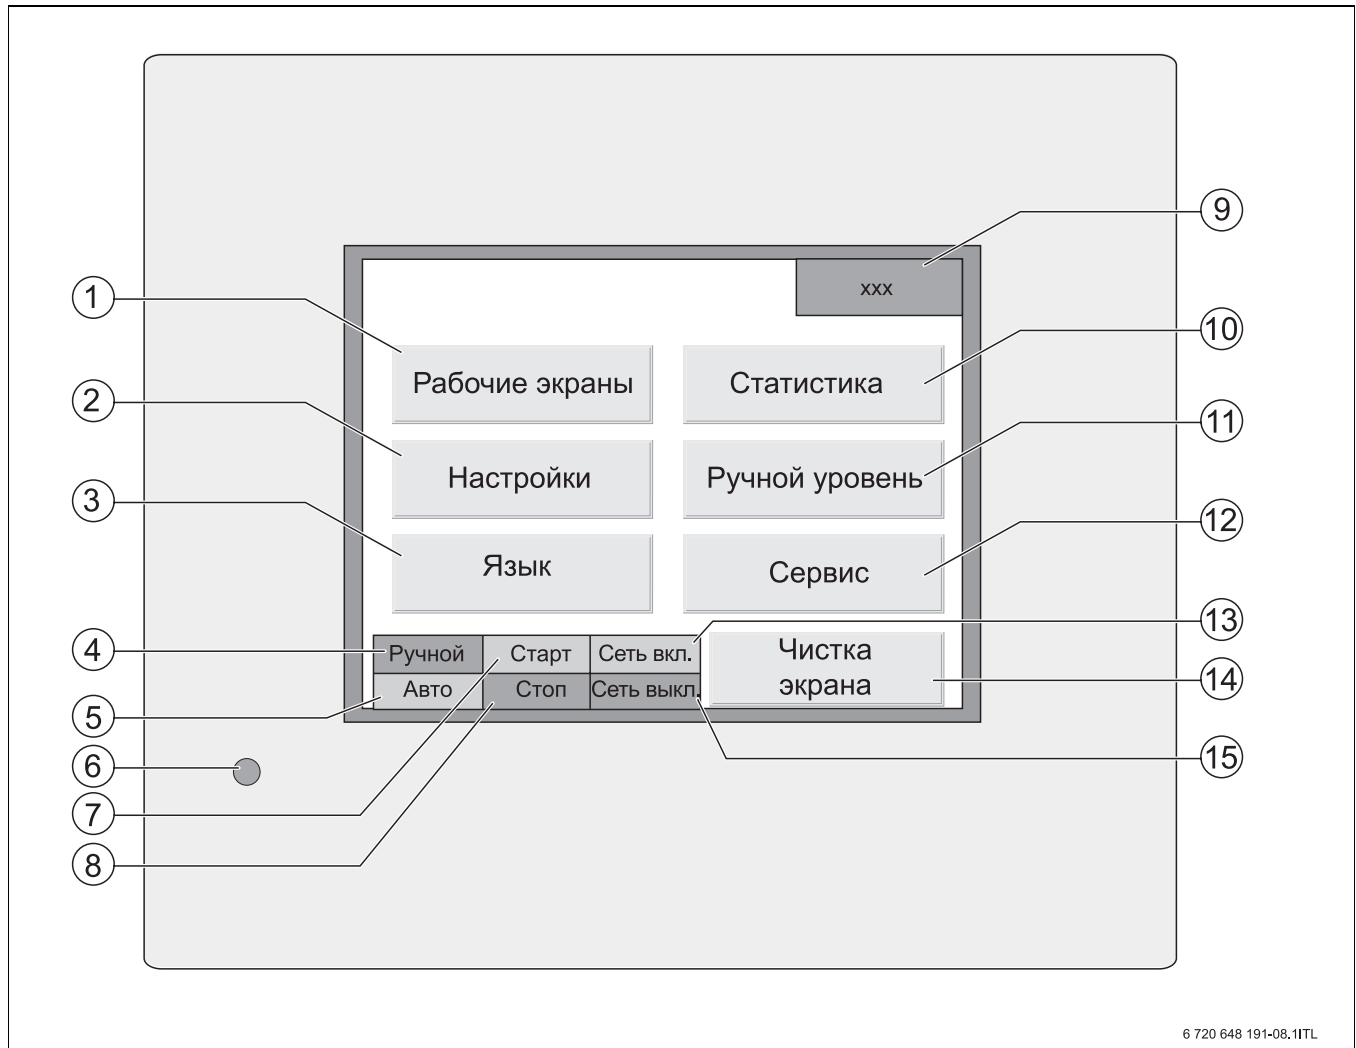 9
xxx
1
10
Рабочие экраны
Статистика
2
11
Настройки
Ручной уровень
3
12
Язык
Сервис
13
4
Ручной
Старт
Сеть вкл.
Чистка
экрана
14
5
Авто
Стоп
Сеть выкл.
6
15
7
8
6 720 648 191-08.1ITL